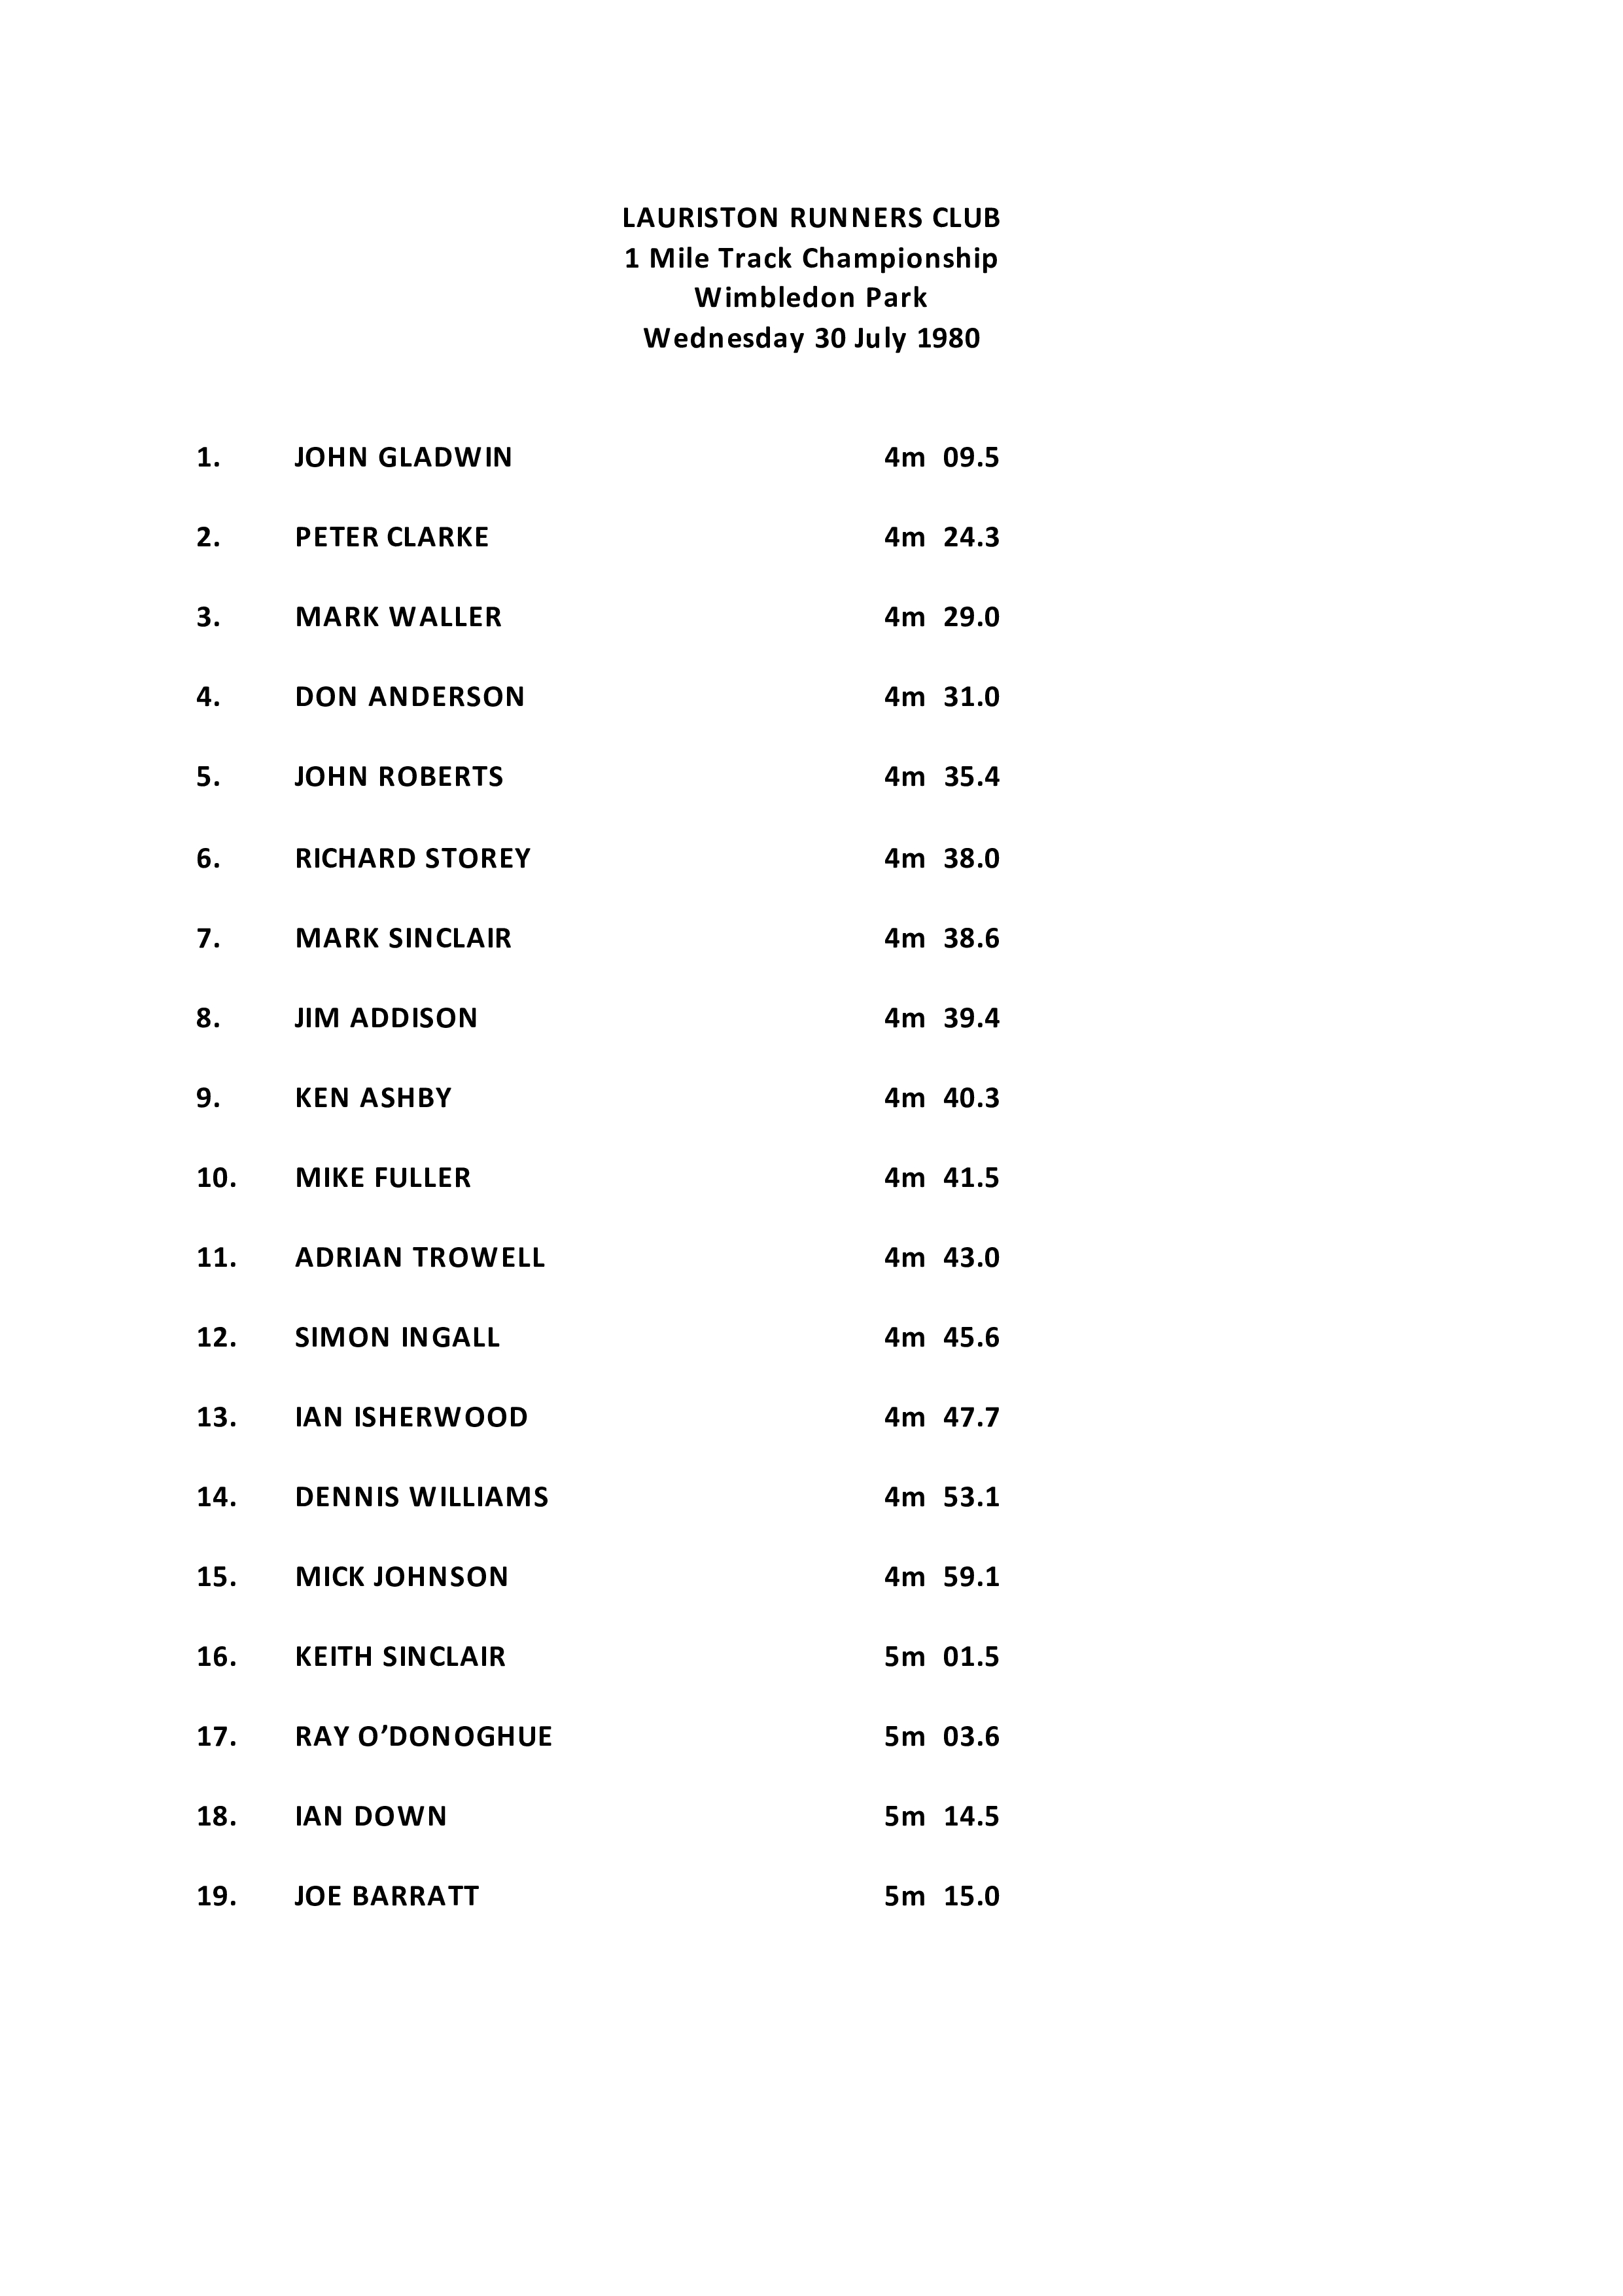 LAURISTON RUNNERS CLUB
1 Mile Track Championship
Wimbledon Park
Wednesday 30 July 1980
1. JOHN GLADWIN 4m 09.5
2. PETER CLARKE 4m 24.3
3. MARK WALLER 4m 29.0
4. DON ANDERSON 4m 31.0
5. JOHN ROBERTS 4m 35.4
6. RICHARD STOREY 4m 38.0
7. MARK SINCLAIR 4m 38.6
8. JIM ADDISON 4m 39.4
9. KEN ASHBY 4m 40.3
10. MIKE FULLER 4m 41.5
11. ADRIAN TROWELL 4m 43.0
12. SIMON INGALL 4m 45.6
13. IAN ISHERWOOD 4m 47.7
14. DENNIS WILLIAMS 4m 53.1
15. MICK JOHNSON 4m 59.1
16. KEITH SINCLAIR 5m 01.5
17. RAY O’DONOGHUE 5m 03.6
18. IAN DOWN 5m 14.5
19. JOE BARRATT 5m 15.0